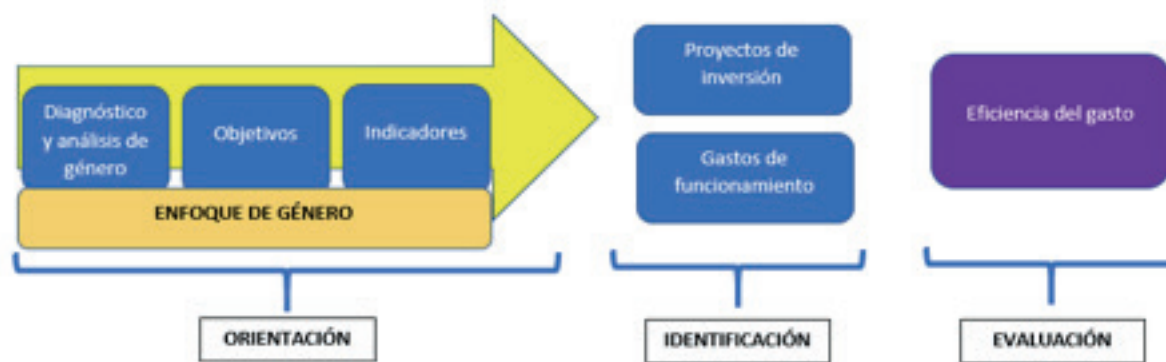 Diagnóstico
y análisis de
género
Objetivos
Indicadores
ENFOQUE DE GÉNERO
ORIENTACIÓN
Proyectos de
inversión
Gastos de
funcionamiento
IDENTIFICACIÓN
Eficiencia del gasto
EVALUACIÓN